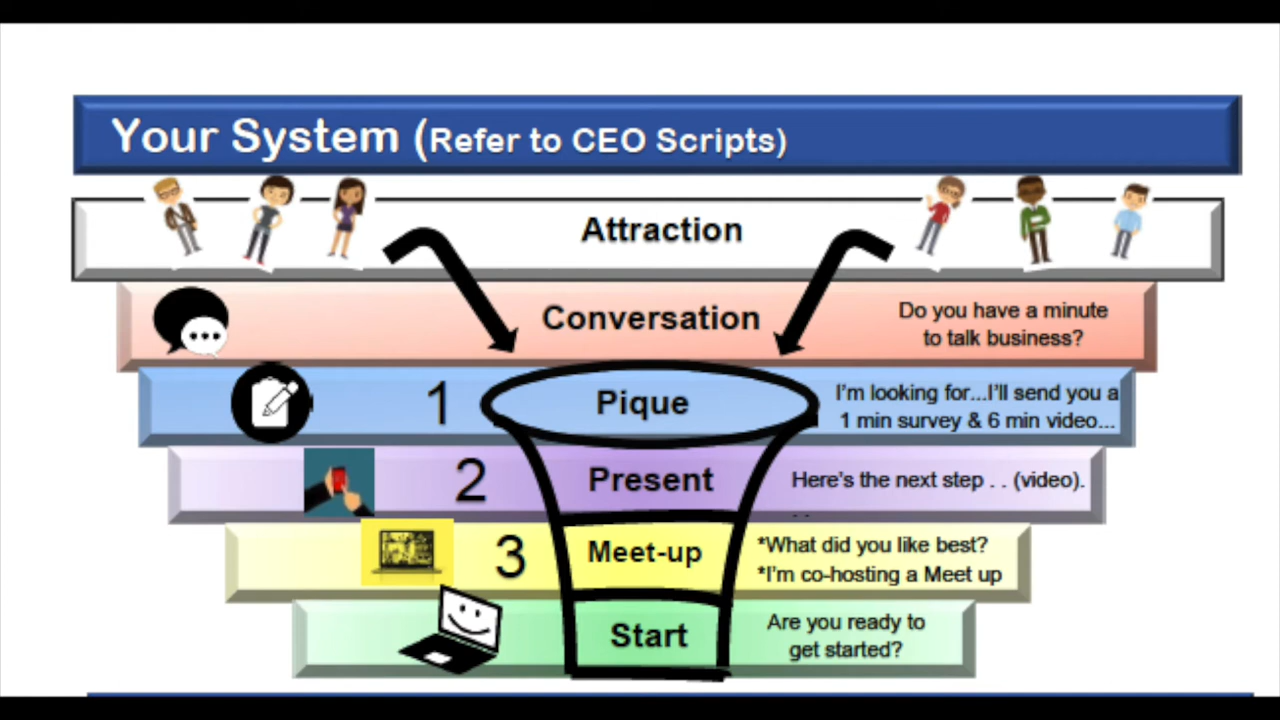 Your System (Refer to CEO Scripts)
Attraction
Conversation
Do you have a minute
to talk business?
1
Pique
I'm looking for...I'll send you a
1 min survey & 6 min video...
2
Present
Here's the next step . . (video).
. .
3
Meet-up
*What did you like best?
*I'm co-hosting a Meet up
Start
Are you ready to
get started?